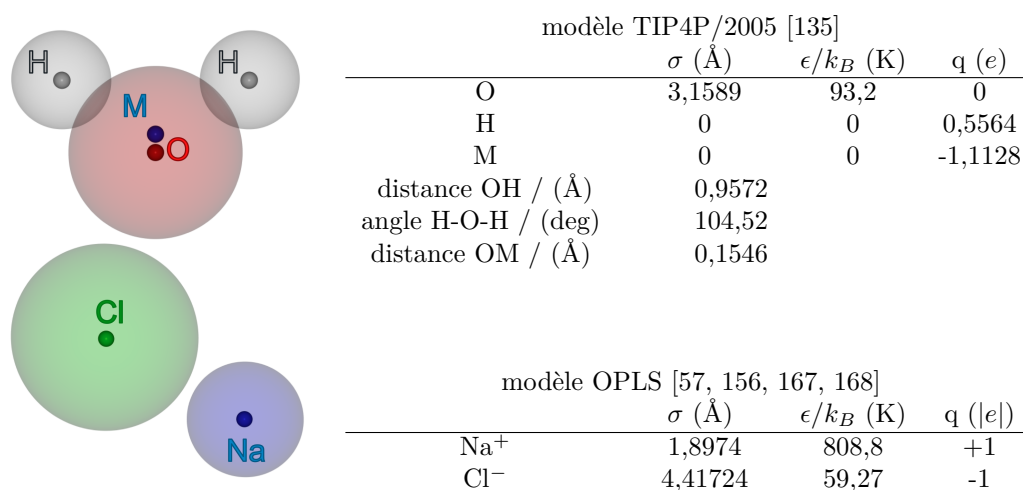 H H
M
O
Cl
Na
modèle TIP4P/2005 [135]
σ (Å) ϵ/k_B (K) q (e)
O 3,1589 93,2 0
H 0 0 0,5564
M 0 0 -1,1128
distance OH / (Å) 0,9572
angle H-O-H / (deg) 104,52
distance OM / (Å) 0,1546
modèle OPLS [57, 156, 167, 168]
σ (Å) ϵ/k_B (K) q (|e|)
Na⁺ 1,8974 808,8 +1
Cl⁻ 4,41724 59,27 -1